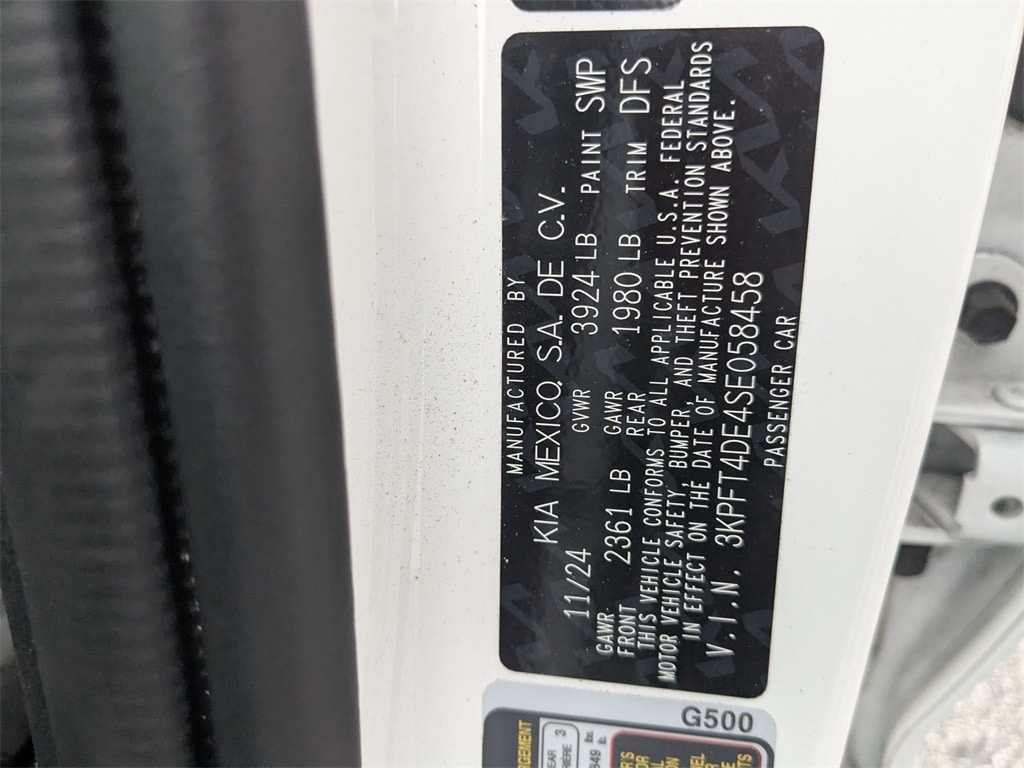 MANUFACTURED BY
KIA MEXICO, S.A. DE C.V.
11/24 GVWR 3924 LB PAINT SWP
GAWR FRONT 2361 LB GAWR REAR 1980 LB TRIM DFS
THIS VEHICLE CONFORMS TO ALL APPLICABLE U.S.A. FEDERAL
MOTOR VEHICLE SAFETY, BUMPER, AND THEFT PREVENTION STANDARDS
IN EFFECT ON THE DATE OF MANUFACTURE SHOWN ABOVE.
V.I.N. 3KPFT4DE4SE058458
PASSENGER CAR
G500